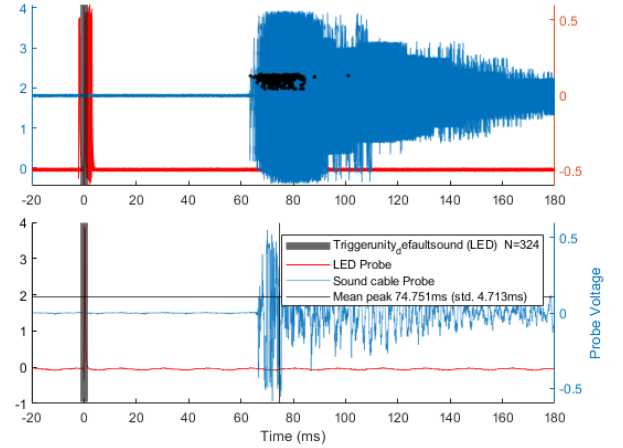 4
3
2
1
0
0.5
0
-0.5
-20 0 20 40 60 80 100 120 140 160 180
4
3
2
1
0
-1
Triggerunity_defaultsound (LED) N=324
LED Probe
Sound cable Probe
Mean peak 74.751ms (std. 4.713ms)
0.5
0
-0.5
Probe Voltage
-20 0 20 40 60 80 100 120 140 160 180
Time (ms)